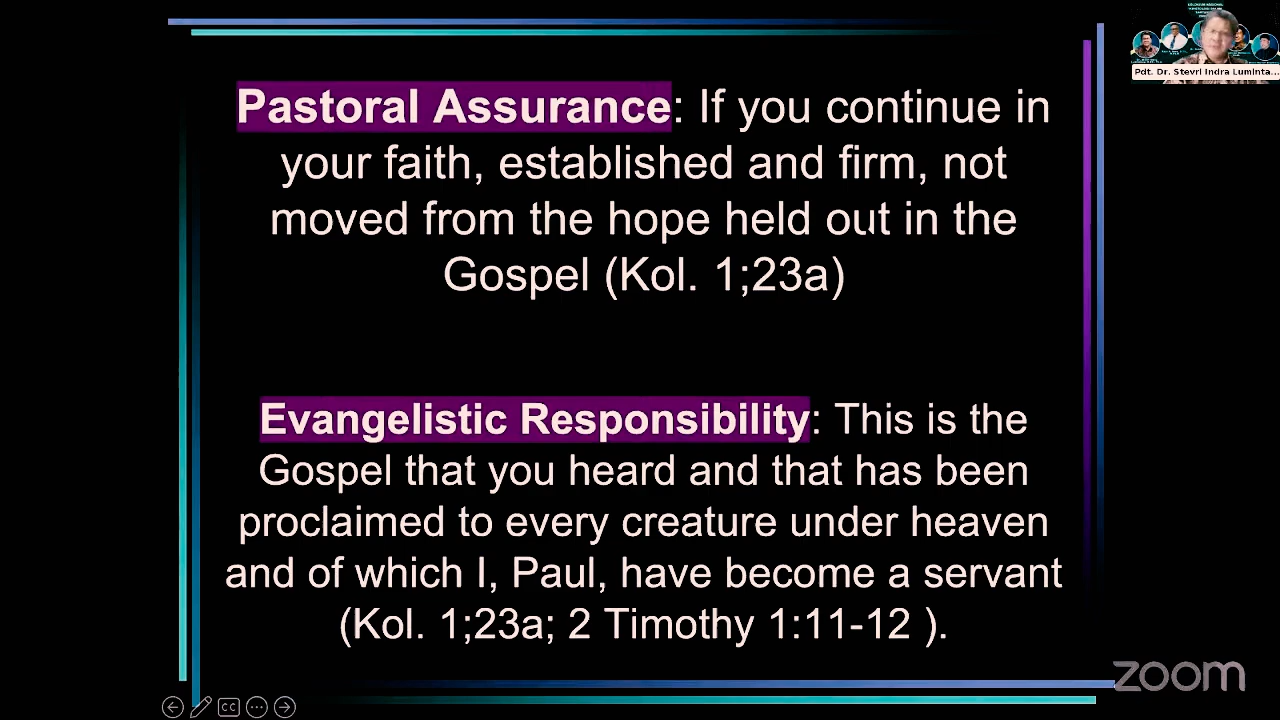 Pastoral Assurance: If you continue in
your faith, established and firm, not
moved from the hope held out in the
Gospel (Kol. 1;23a)
Evangelistic Responsibility: This is the
Gospel that you heard and that has been
proclaimed to every creature under heaven
and of which I, Paul, have become a servant
(Kol. 1;23a; 2 Timothy 1:11-12 ).
Pdt. Dr. Stevri Indra Luminta...
zoom
CC